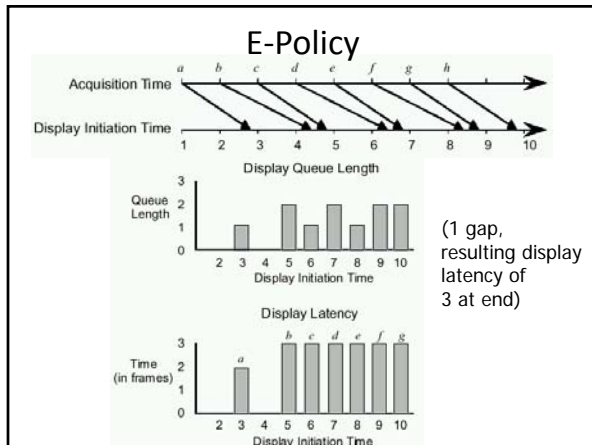 E-Policy
a b c d e f g h
Acquisition Time
Display Initiation Time
1 2 3 4 5 6 7 8 9 10
Display Queue Length
3
Queue
2
Length
1
0
2 3 4 5 6 7 8 9 10
Display Initiation Time
(1 gap,
resulting display
latency of
3 at end)
Display Latency
b c d e f g
3
Time
a
2
(in frames)
1
0
2 3 4 5 6 7 8 9 10
Display Initiation Time